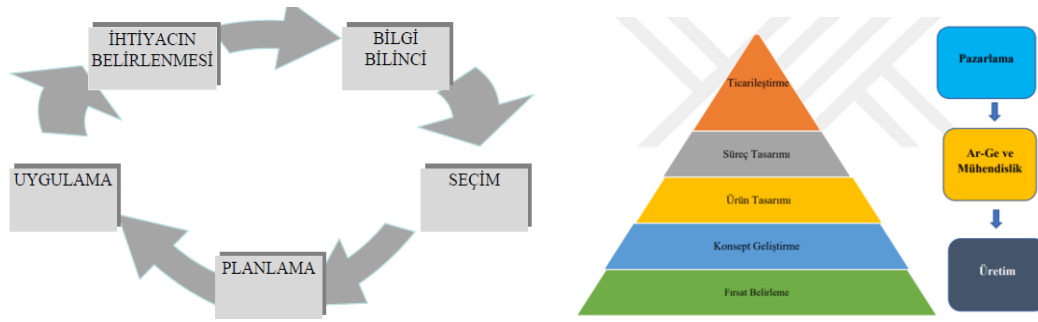 İHTİYACIN
BELİRLENMESİ
BİLGİ
BİLİNCİ
SEÇİM
PLANLAMA
UYGULAMA
Ticarileştirme
Süreç Tasarımı
Ürün Tasarımı
Konsept Geliştirme
Fırsat Belirleme
Pazarlama
Ar-Ge ve
Mühendislik
Üretim